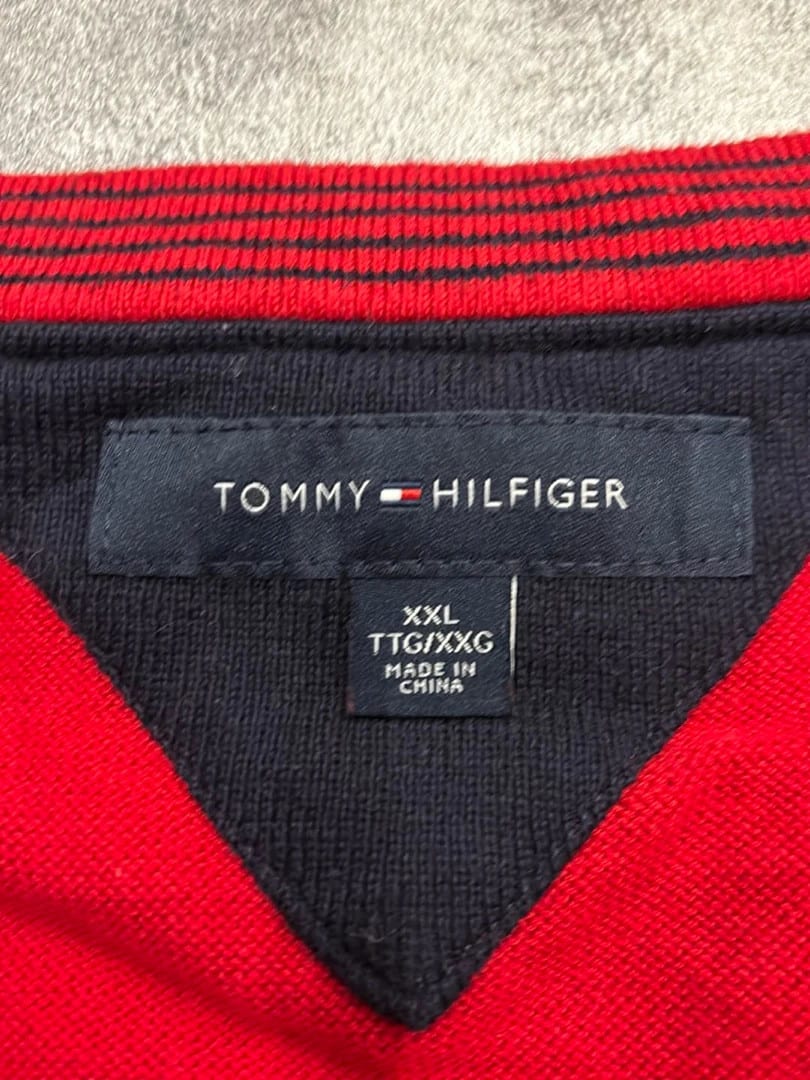 TOMMY HILFIGER
XXL
TTG/XXG
MADE IN
CHINA